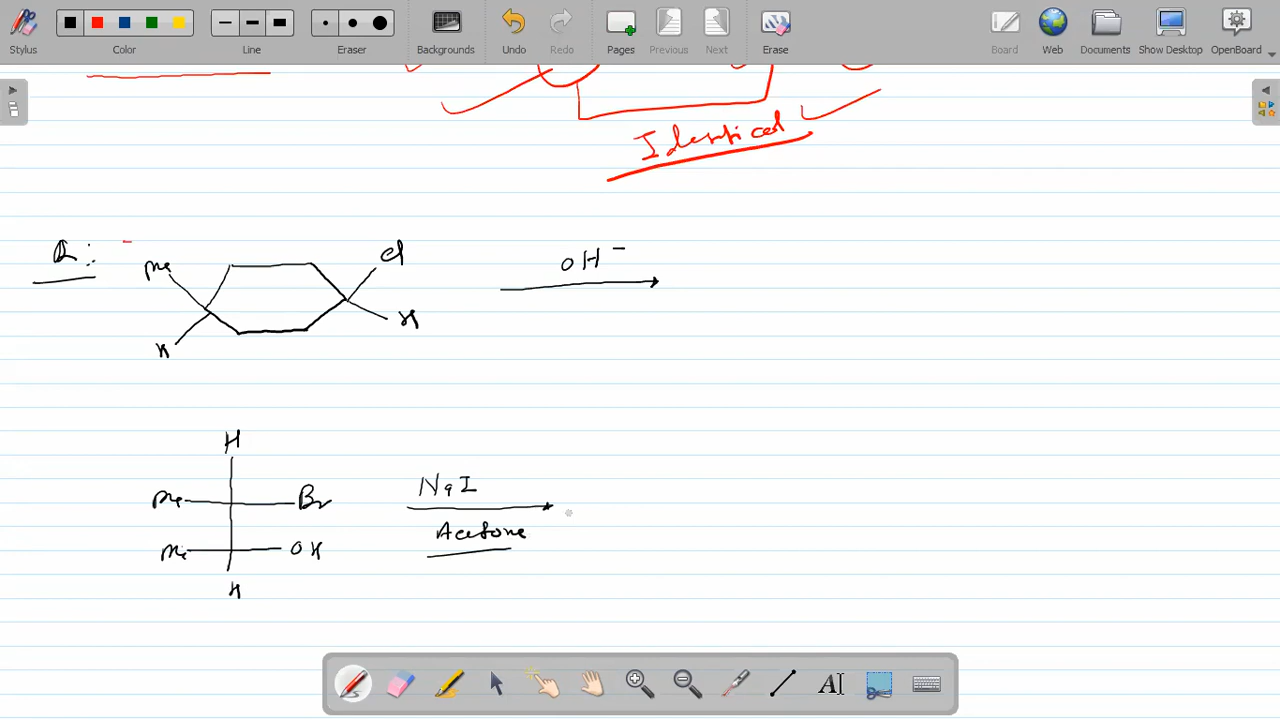 Stylus Color Line Eraser Backgrounds Undo Redo Pages Previous Next Erase Board Web Documents Show Desktop OpenBoard
Identical
Q:
Me Cl OH-
H H
H
Me Br NaI
Me OH Acetone
H
AI